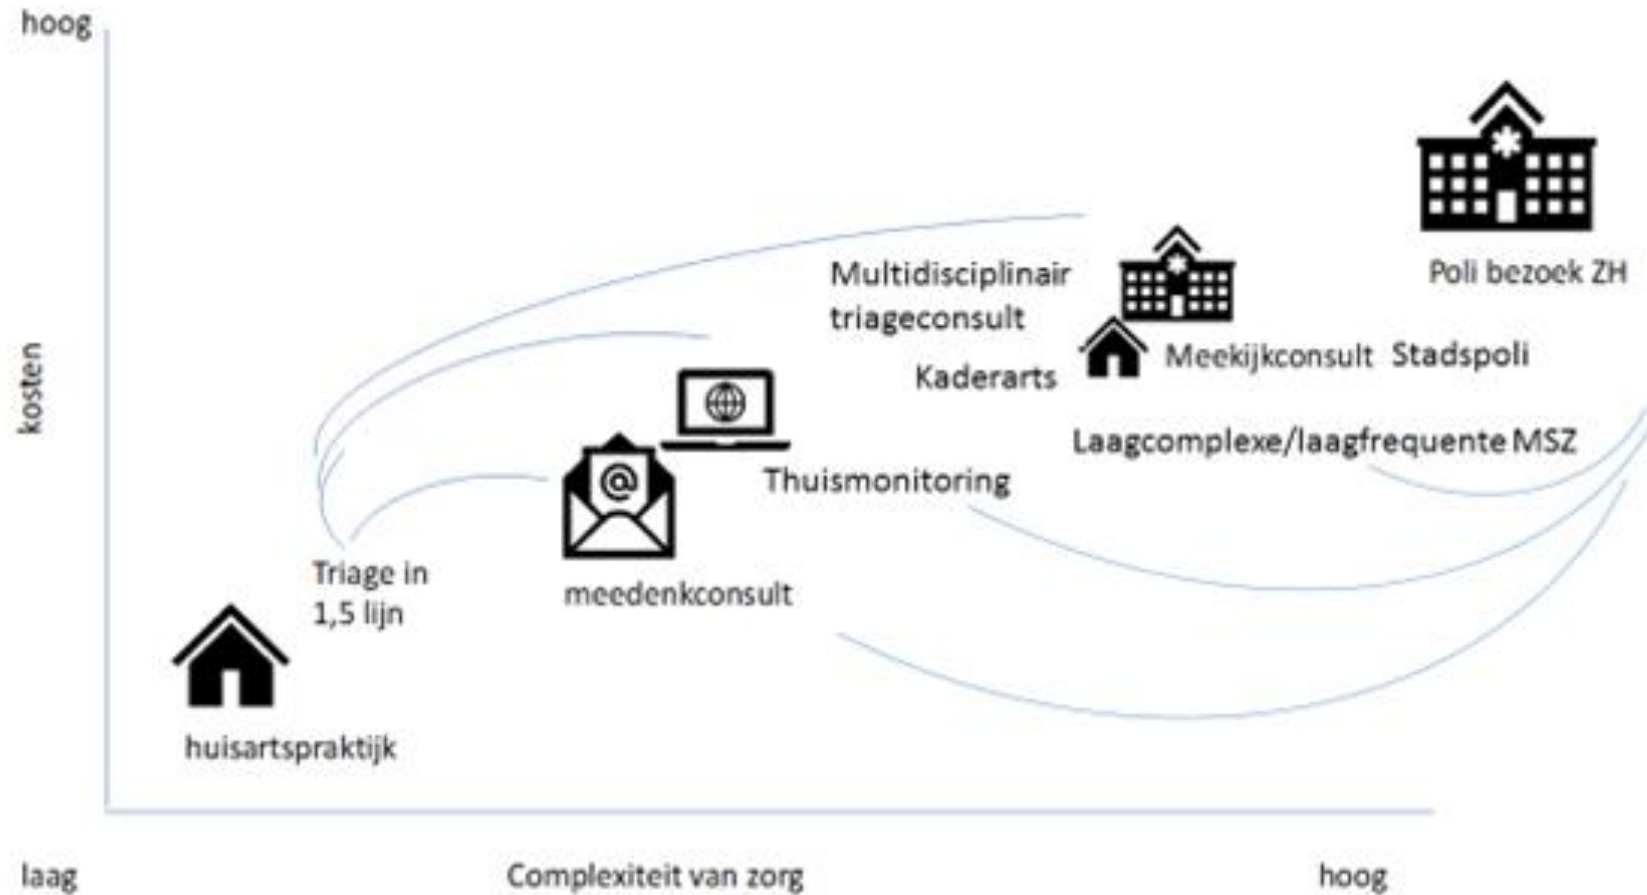 hoog
Poli bezoek ZH
Multidisciplinair
triageconsult
kosten
Kaderarts
Meekijkconsult
Stadspoli
Laagcomplexe/laagfrequente MSZ
@
Thuismonitoring
Triage in
1,5 lijn
meedenkconsult
huisartspraktijk
laag
Complexiteit van zorg
hoog